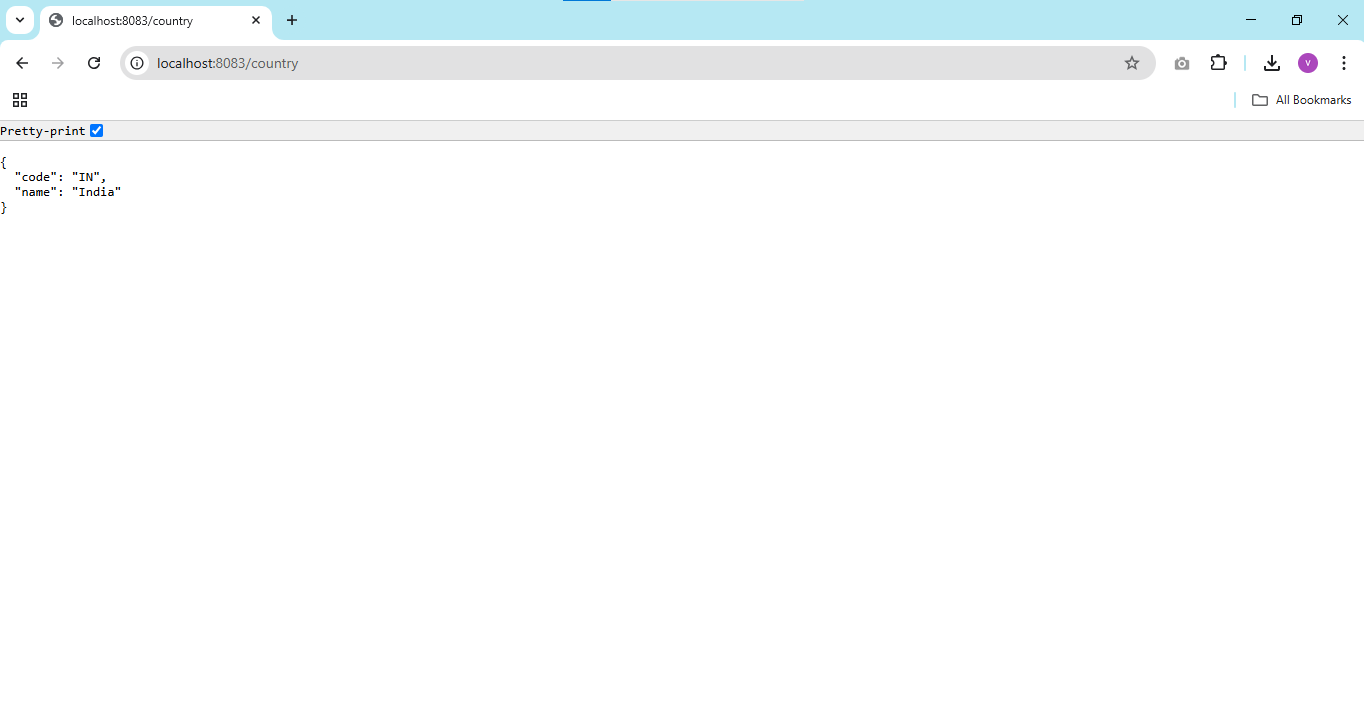 localhost:8083/country
localhost:8083/country
V
All Bookmarks
Pretty-print
{
  "code": "IN",
  "name": "India"
}